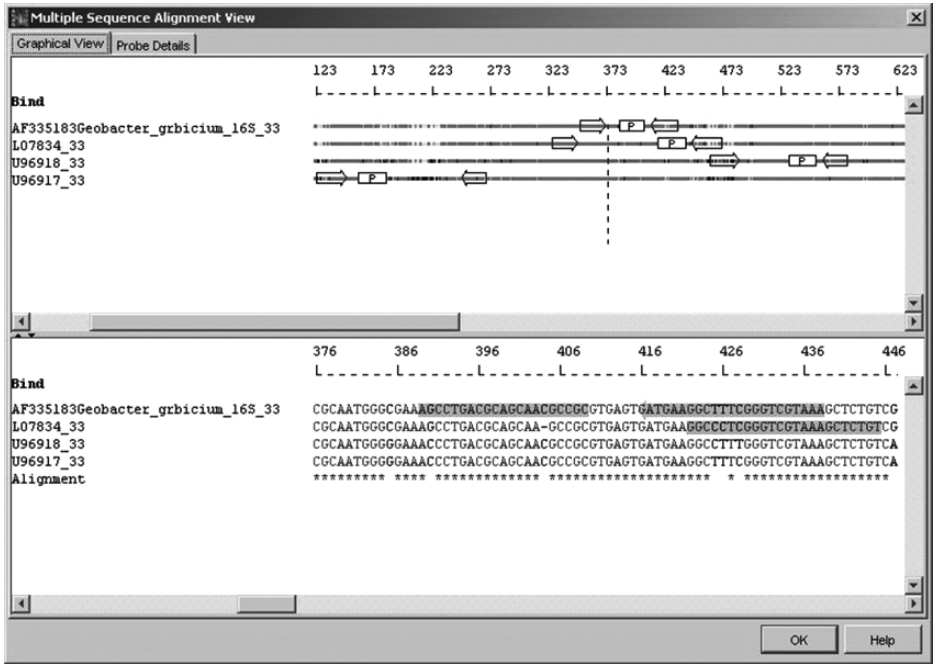 Multiple Sequence Alignment View
Graphical View Probe Details
123 173 223 273 323 373 423 473 523 573 623
Bind
AF335183Geobacter_grbicium_16S_33 P
L07834_33 P
U96918_33 P
U96917_33 P
376 386 396 406 416 426 436 446
Bind
AF335183Geobacter_grbicium_16S_33 CGCAATGGGCGAAAGCCTGACGCAGCAACGCCGCGTGAGTGATGAAGGCTTTCGGGTCGTAAAGCTCTGTCG
L07834_33 CGCAATGGGCGAAAGCCTGACGCAGCAA-GCCGCGTGAGTGATGAAGGCCCTCGGGTCGTAAAGCTCTGTCG
U96918_33 CGCAATGGGGGAAACCCTGACGCAGCAACGCCGCGTGAGTGATGAAGGCCTTTGGGTCGTAAAGCTCTGTCA
U96917_33 CGCAATGGGGGAAACCCTGACGCAGCAACGCCGCGTGAGTGATGAAGGCTTTCGGGTCGTAAAGCTCTGTCA
Alignment ********* **** ************* ********************  * ******************
OK Help